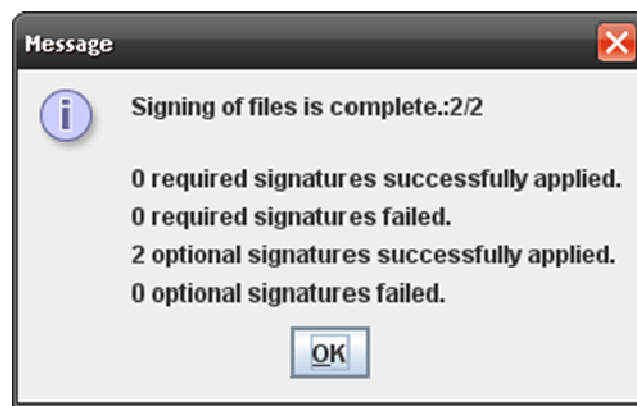 Message
Signing of files is complete.:2/2
0 required signatures successfully applied.
0 required signatures failed.
2 optional signatures successfully applied.
0 optional signatures failed.
OK